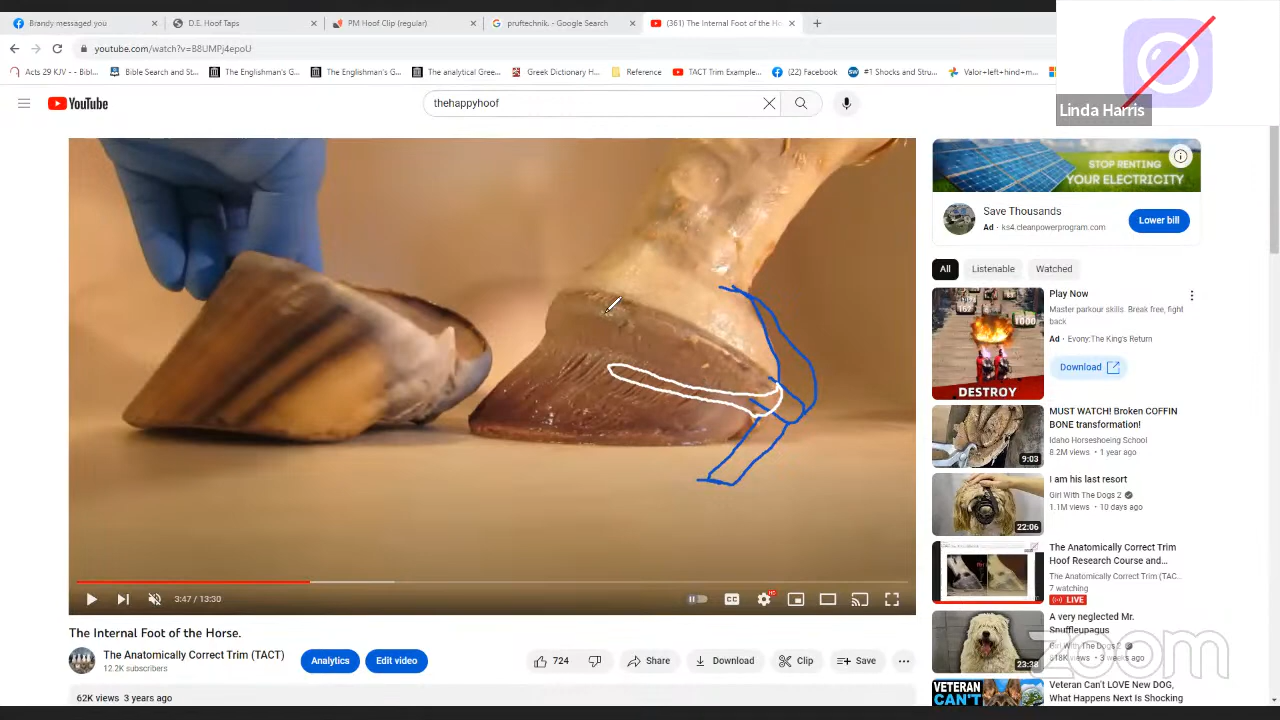 Brandy messaged you
D.E. Hoof Taps
PM Hoof Clip (regular)
pruftechnik. - Google Search
(361) The Internal Foot of the Ho
youtube.com/watch?v=B8UMPj4epoU
Acts 29 KJV -- Bibl...
Bible Search and St...
The Englishman's G...
The Englishman's G...
The analytical Gree...
Greek Dictionary H...
Reference
TACT Trim Example...
(22) Facebook
#1 Shocks and Stru...
Valor+left+hind+m...
Linda Harris
YouTube
thehappyhoof
STOP RENTING
YOUR ELECTRICITY
Save Thousands
Ad · ks4.cleanpowerprogram.com
Lower bill
All
Listenable
Watched
Play Now
Master parkour skills. Break free, fight
back
Ad · Evony:The King's Return
Download
162
1000
DESTROY
MUST WATCH! Broken COFFIN
BONE transformation!
Idaho Horseshoeing School
8.2M views · 1 year ago
9:03
I am his last resort
Girl With The Dogs 2
1.1M views · 10 days ago
22:06
The Anatomically Correct Trim
Hoof Research Course and...
The Anatomically Correct Trim (TAC...
7 watching
LIVE
A very neglected Mr.
Snuffleupagus
Girl With The Dogs 2
618K views · 3 weeks ago
23:38
zoom
Veteran Can't LOVE New DOG,
What Happens Next Is Shocking
VETERAN
CAN'T
3:47 / 13:30
CC
HD
The Internal Foot of the Horse.
The Anatomically Correct Trim (TACT)
12.2K subscribers
Analytics
Edit video
724
Share
Download
Clip
Save
62K views 3 years ago